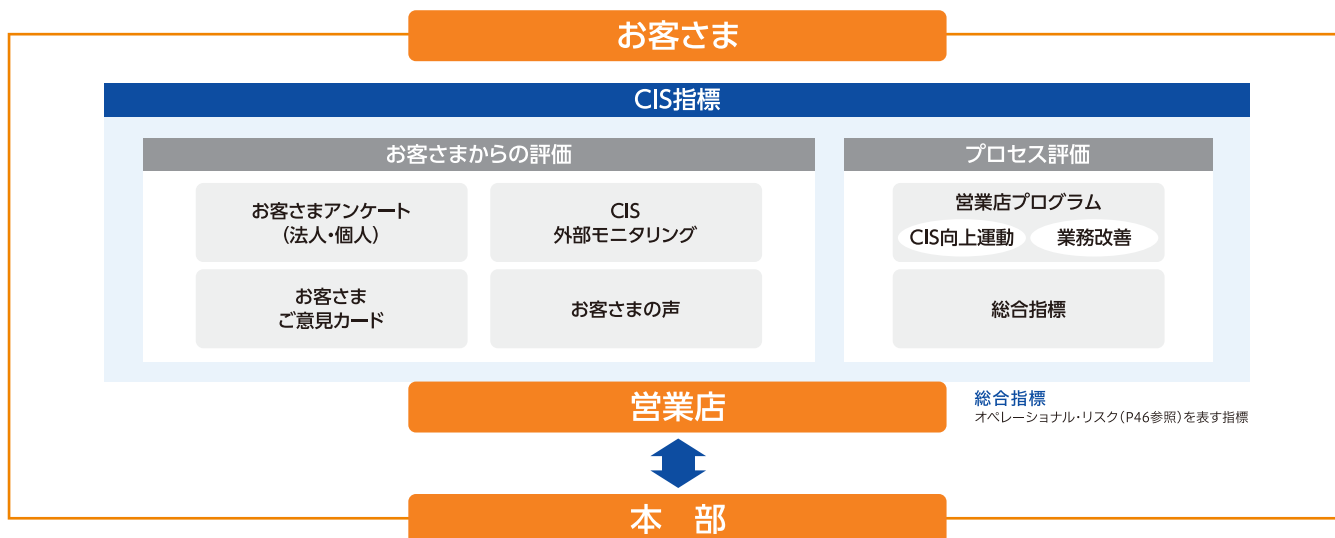 お客さま
CIS指標
お客さまからの評価
お客さまアンケート
(法人・個人)
CIS
外部モニタリング
お客さま
ご意見カード
お客さまの声
プロセス評価
営業店プログラム
CIS向上運動
業務改善
総合指標
営業店
総合指標
オペレーショナル・リスク(P46参照)を表す指標
本 部